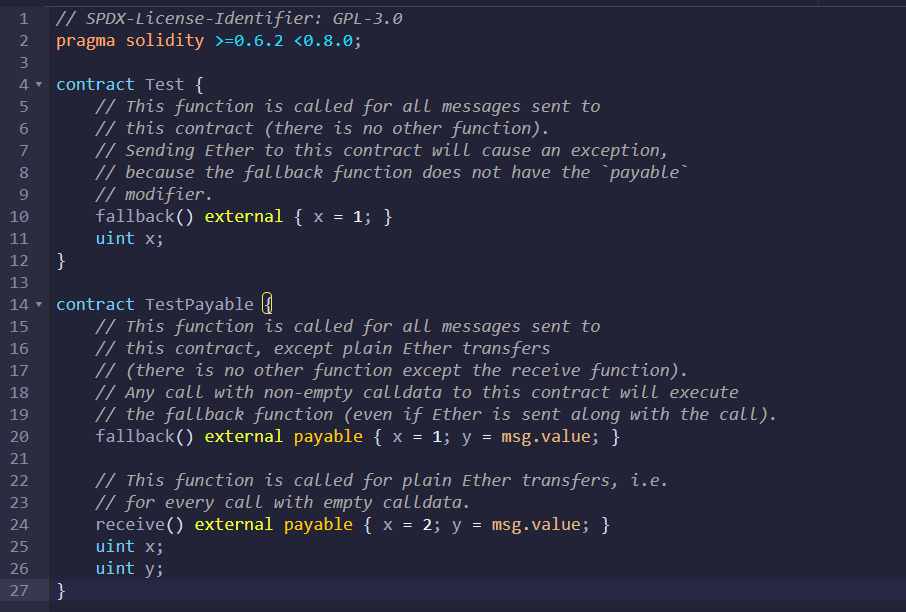 1 // SPDX-License-Identifier: GPL-3.0
2 pragma solidity >=0.6.2 <0.8.0;
3
4 contract Test {
5     // This function is called for all messages sent to
6     // this contract (there is no other function).
7     // Sending Ether to this contract will cause an exception,
8     // because the fallback function does not have the `payable`
9     // modifier.
10     fallback() external { x = 1; }
11     uint x;
12 }
13
14 contract TestPayable {
15     // This function is called for all messages sent to
16     // this contract, except plain Ether transfers
17     // (there is no other function except the receive function).
18     // Any call with non-empty calldata to this contract will execute
19     // the fallback function (even if Ether is sent along with the call).
20     fallback() external payable { x = 1; y = msg.value; }
21
22     // This function is called for plain Ether transfers, i.e.
23     // for every call with empty calldata.
24     receive() external payable { x = 2; y = msg.value; }
25     uint x;
26     uint y;
27 }